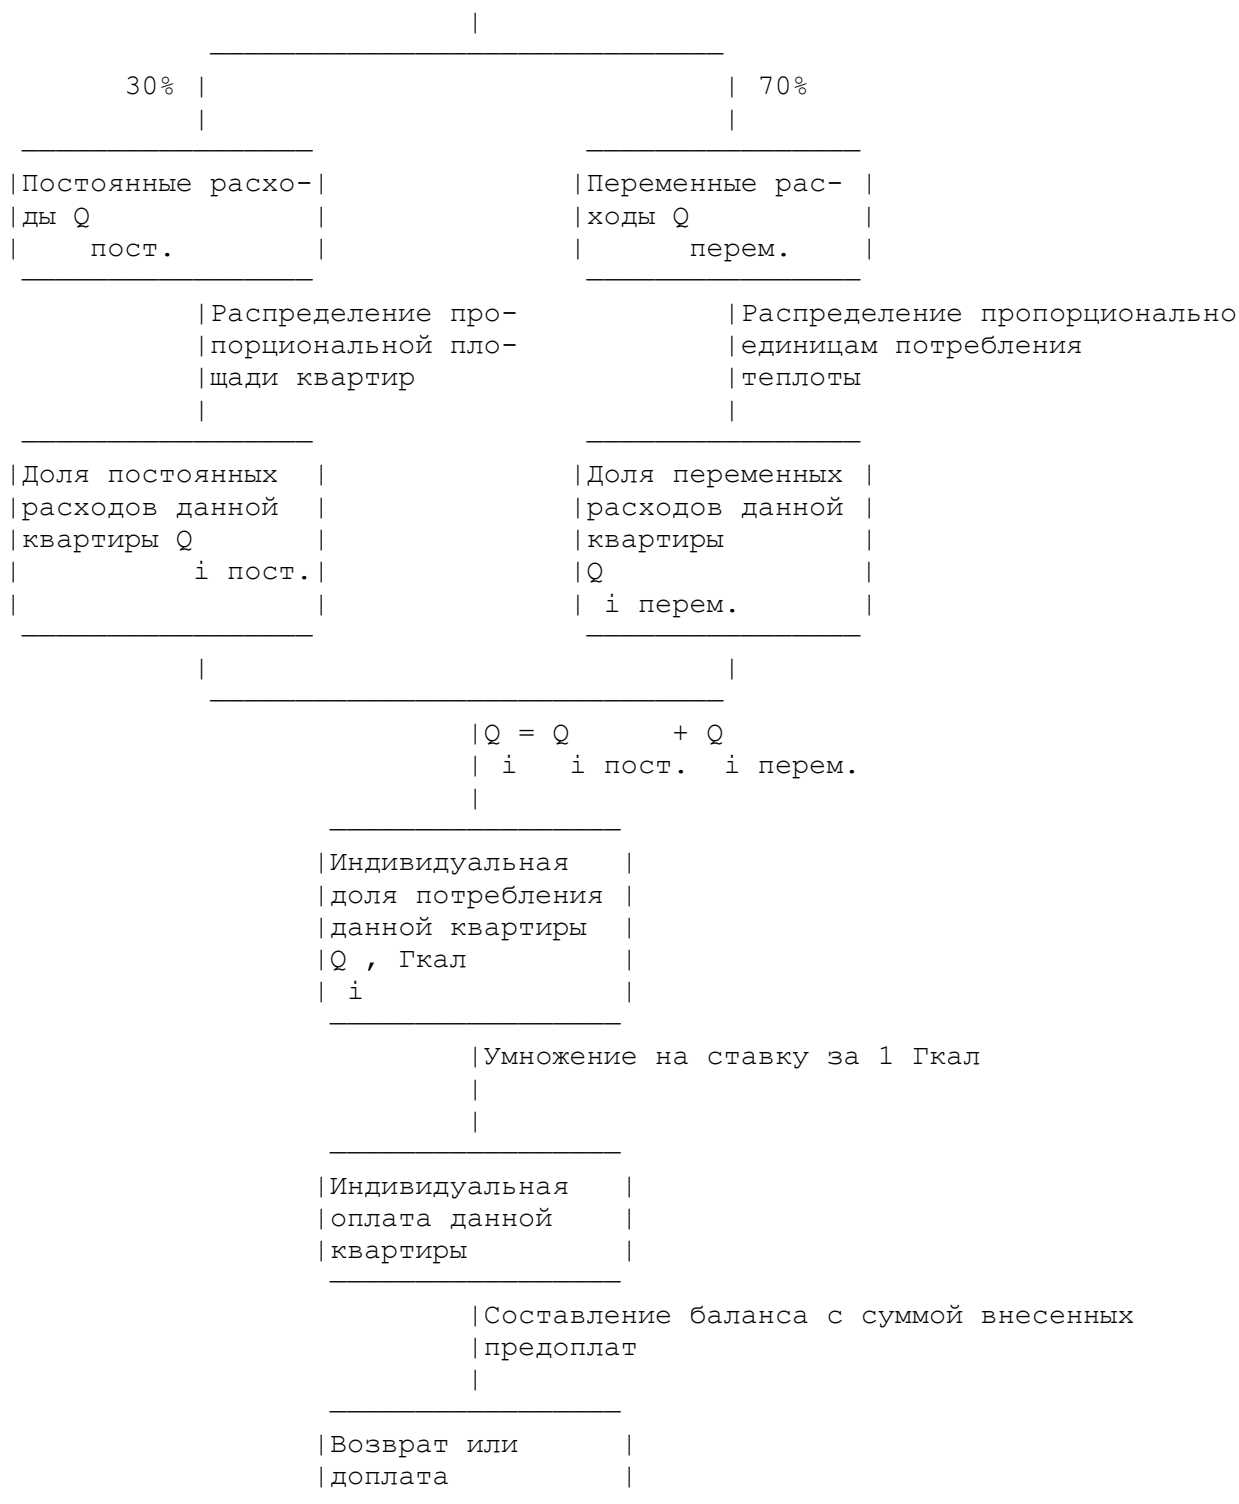 30% | | 70%
|Постоянные расхо-| |Переменные рас- |
|ды Q | |ходы Q |
| пост. | | перем. |
|Распределение про- |Распределение пропорционально
|порциональной пло- |единицам потребления
|щади квартир |теплоты
|Доля постоянных | |Доля переменных |
|расходов данной | |расходов данной |
|квартиры Q | |квартиры |
| i пост.| |Q |
| | | i перем. |
|Q = Q + Q
| i i пост. i перем.
|Индивидуальная |
|доля потребления |
|данной квартиры |
|Q , Гкал |
| i |
|Умножение на ставку за 1 Гкал
|Индивидуальная |
|оплата данной |
|квартиры |
|Составление баланса с суммой внесенных
|предоплат
|Возврат или |
|доплата |